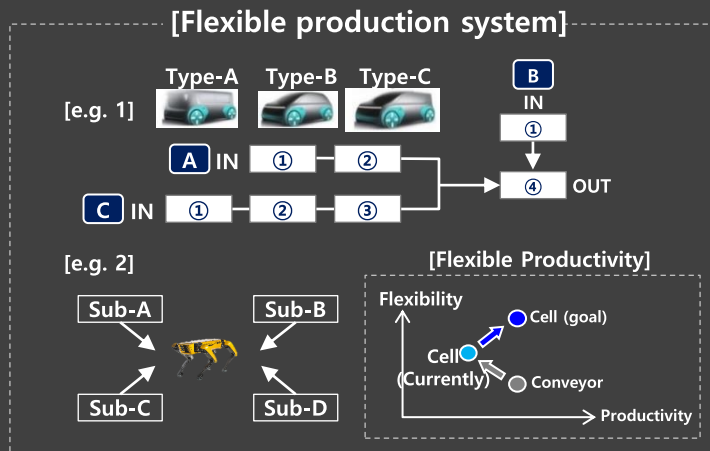 [Flexible production system]
Type-A Type-B Type-C
B
IN
[e.g. 1]
①
A IN ① ②
④ OUT
C IN ① ② ③
[e.g. 2]
Sub-A
Sub-B
Sub-C
Sub-D
[Flexible Productivity]
Flexibility
Cell (goal)
Cell
(Currently)
Conveyor
Productivity